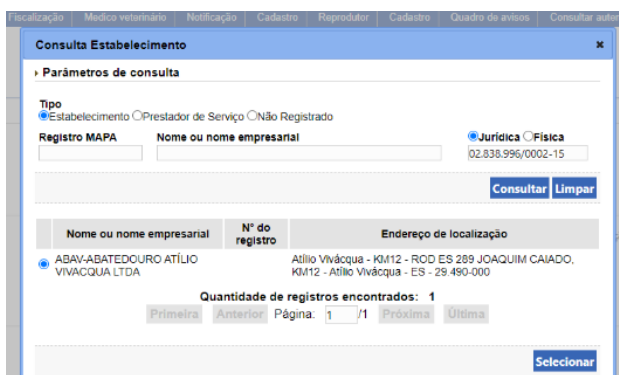 Fiscalização Medico veterinário Notificação Cadastro Reprodutor Cadastro Quadro de avisos Consultar auten
Consulta Estabelecimento ×
Parâmetros de consulta
Tipo
Estabelecimento Prestador de Serviço Não Registrado
Registro MAPA Nome ou nome empresarial Jurídica Física
02.838.996/0002-15
Consultar Limpar
Nome ou nome empresarial Nº do registro Endereço de localização
ABAV-ABATEDOURO ATÍLIO Atílio Vivácqua - KM12 - ROD ES 289 JOAQUIM CAIADO,
VIVACQUA LTDA KM12 - Atílio Vivácqua - ES - 29.490-000
Quantidade de registros encontrados: 1
Primeira Anterior Página: 1 /1 Próxima Última
Selecionar